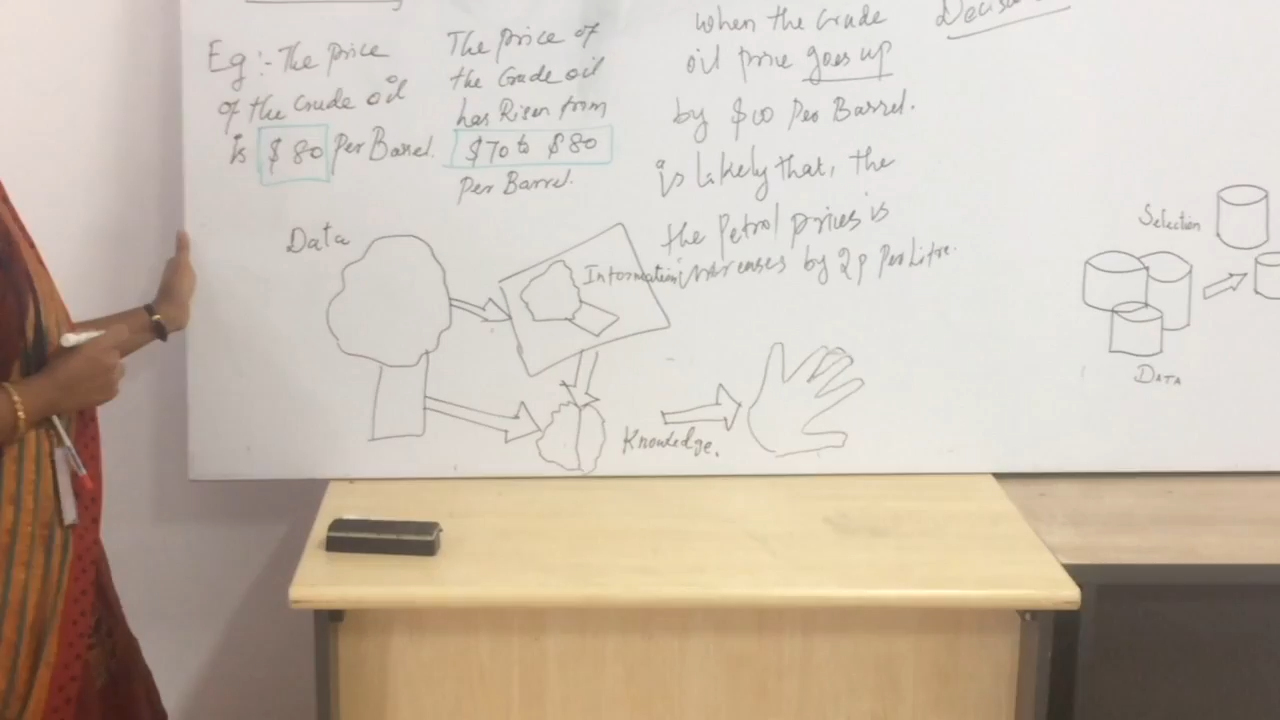 Eg :- The Price
of the Crude oil
is $ 80 Per Barrel.
The Price of
the Crude oil
has Risen from
$70 to $80
Per Barrel.
When the Crude
oil price goes up
by $10 Per Barrel.
is likely that, the
the Petrol prices is
increases by 2p Per Litre.
Data
Information
Knowledge.
Selection
DATA